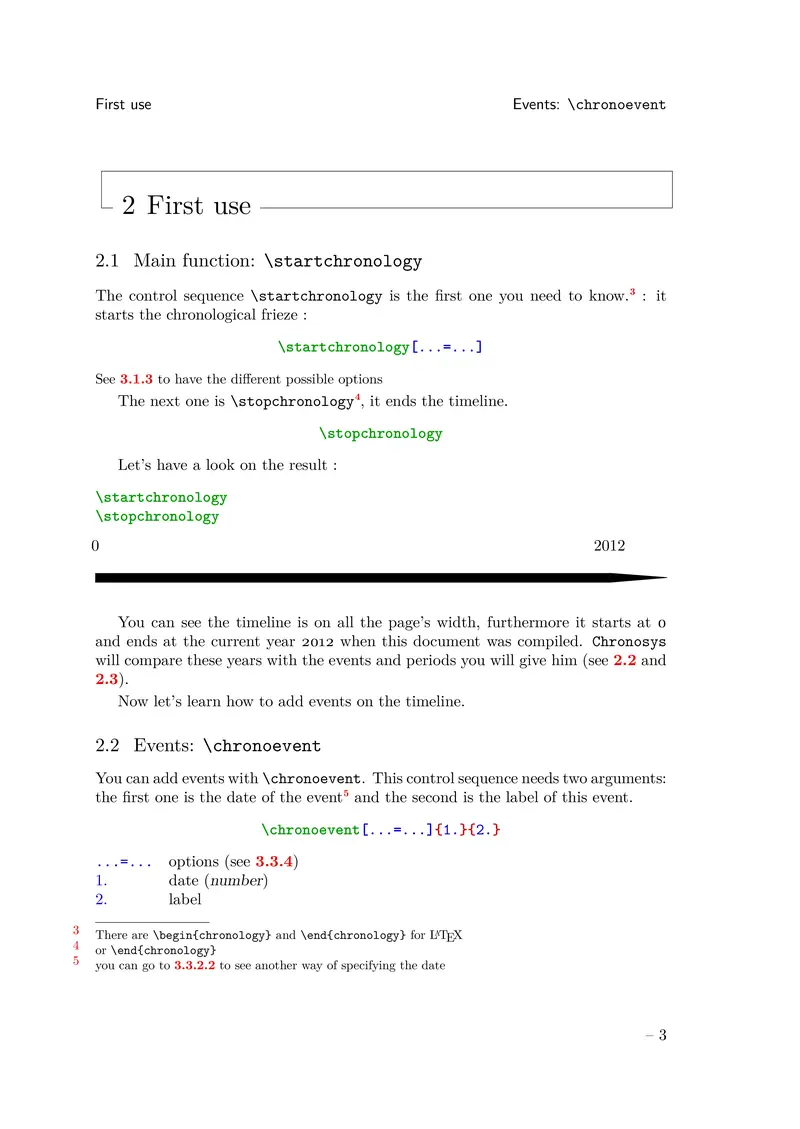 First use Events: \chronoevent
2 First use
2.1 Main function: \startchronology
The control sequence \startchronology is the first one you need to know.3 : it
starts the chronological frieze :
\startchronology[...=...]
See 3.1.3 to have the different possible options
The next one is \stopchronology4, it ends the timeline.
\stopchronology
Let's have a look on the result :
\startchronology
\stopchronology
0 2012
You can see the timeline is on all the page's width, furthermore it starts at 0
and ends at the current year 2012 when this document was compiled. Chronosys
will compare these years with the events and periods you will give him (see 2.2 and
2.3).
Now let's learn how to add events on the timeline.
2.2 Events: \chronoevent
You can add events with \chronoevent. This control sequence needs two arguments:
the first one is the date of the event5 and the second is the label of this event.
\chronoevent[...=...]{1.}{2.}
...=... options (see 3.3.4)
1. date (number)
2. label
3 There are \begin{chronology} and \end{chronology} for LATEX
4 or \end{chronology}
5 you can go to 3.3.2.2 to see another way of specifying the date
– 3